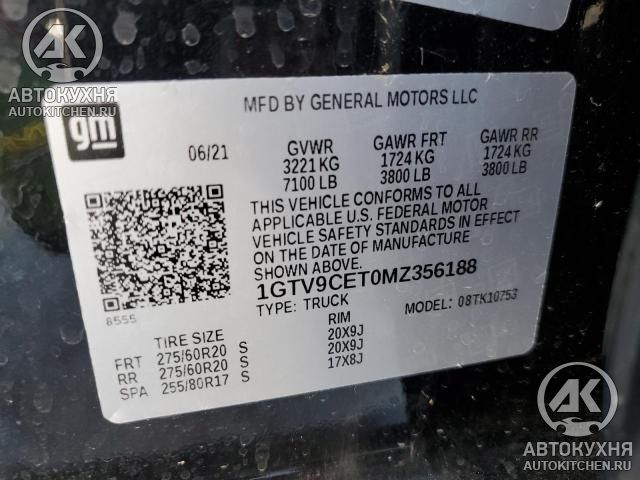 АВТОКУХНЯ
AUTOKITCHEN.RU
gm
MFD BY GENERAL MOTORS LLC
06/21 GVWR GAWR FRT GAWR RR
3221 KG 1724 KG 1724 KG
7100 LB 3800 LB 3800 LB
THIS VEHICLE CONFORMS TO ALL
APPLICABLE U.S. FEDERAL MOTOR
VEHICLE SAFETY STANDARDS IN EFFECT
ON THE DATE OF MANUFACTURE
SHOWN ABOVE.
1GTV9CET0MZ356188
8555 TYPE: TRUCK MODEL: 08TK10753
TIRE SIZE RIM
FRT 275/60R20 S 20X9J
RR 275/60R20 S 20X9J
SPA 255/80R17 S 17X8J
АК
АВТОКУХНЯ
AUTOKITCHEN.RU